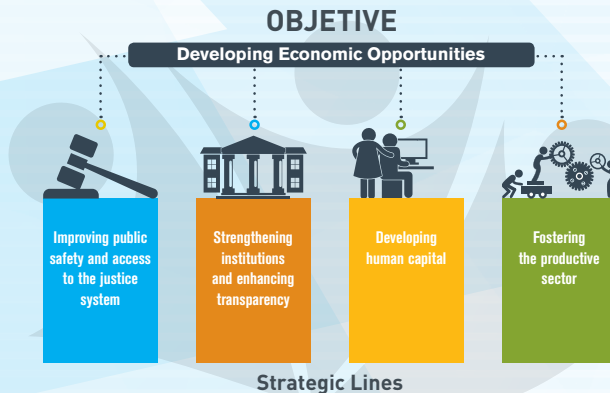 OBJETIVE
Developing Economic Opportunities
Improving public
safety and access
to the justice
system
Strengthening
institutions
and enhancing
transparency
Developing
human capital
Fostering
the productive
sector
Strategic Lines